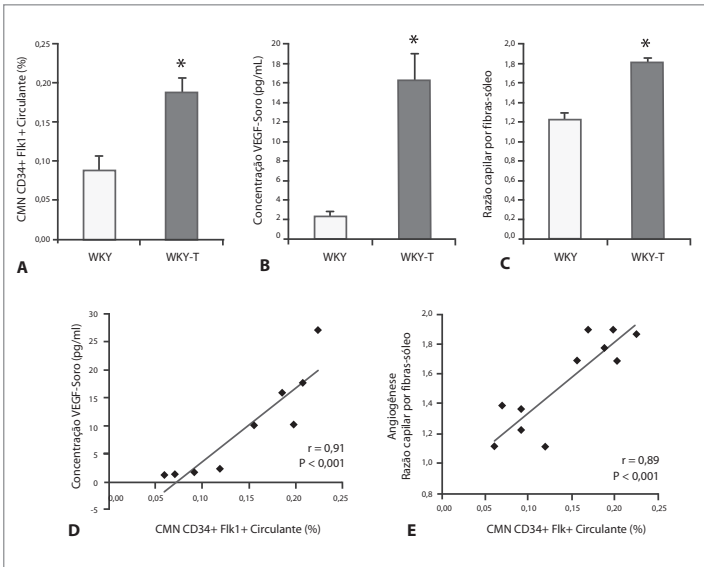 CMN CD34+ Flk1+ Circulante (%)
0,25
0,20
0,15
0,10
0,05
0,00
*
WKY
WKY-T
A
Concentração VEGF-Soro (pg/mL)
20
18
16
14
12
10
8
6
4
2
0
*
WKY
WKY-T
B
Razão capilar por fibras-sóleo
2,0
1,8
1,6
1,4
1,2
1,0
0,8
0,6
0,4
0,2
0,0
*
WKY
WKY-T
C
Concentração VEGF-Soro (pg/ml)
30
25
20
15
10
5
0
-5
0,00
0,05
0,10
0,15
0,20
0,25
r = 0,91
P < 0,001
D
CMN CD34+ Flk1+ Circulante (%)
Angiogênese
Razão capilar por fibras-sóleo
2,0
1,8
1,6
1,4
1,2
1,0
0,8
0,00
0,05
0,10
0,15
0,20
0,25
r = 0,89
P < 0,001
E
CMN CD34+ Flk+ Circulante (%)